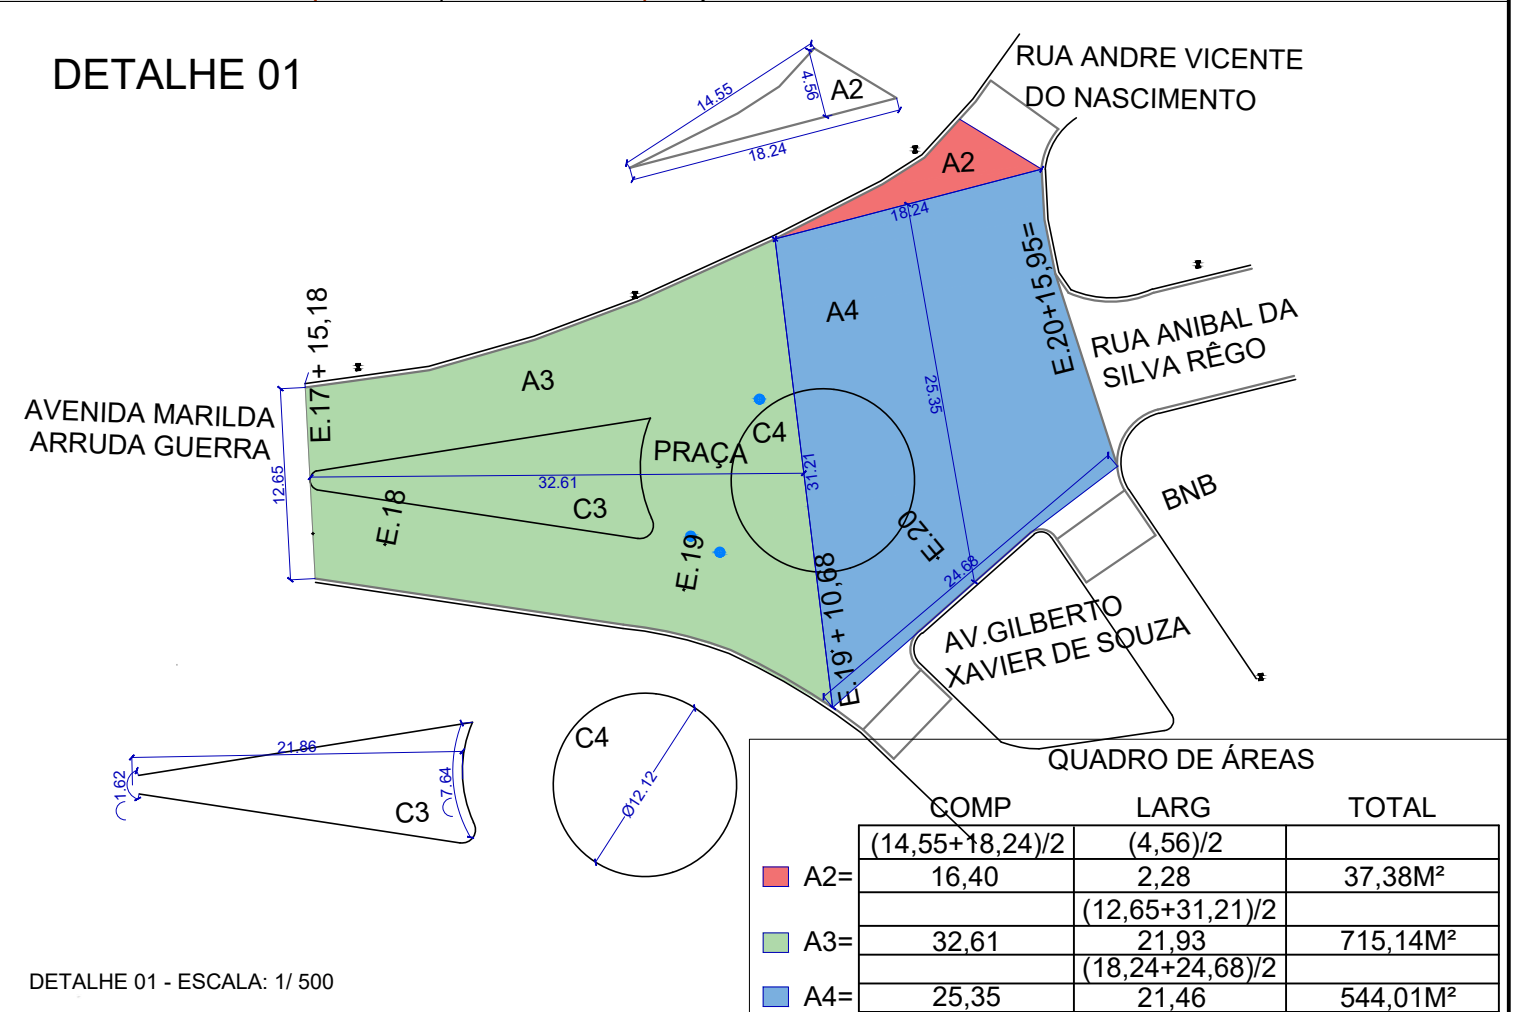 DETALHE 01
14.55
4.56
A2
18.24
RUA ANDRE VICENTE
DO NASCIMENTO
A2
18.24
E.17 + 15,18
A3
A4
25.35
E.20+15,95=
RUA ANIBAL DA
SILVA RÊGO
AVENIDA MARILDA
ARRUDA GUERRA
12.65
32.61
PRAÇA
C4
31.21
C3
E.18
E.19
E.20
E.19 + 10,68
24.68
BNB
AV.GILBERTO
XAVIER DE SOUZA
21.86
1.62
7.64
C3
C4
Ø12.12
QUADRO DE ÁREAS
COMP LARG TOTAL
(14,55+18,24)/2 (4,56)/2
A2= 16,40 2,28 37,38M²
(12,65+31,21)/2
A3= 32,61 21,93 715,14M²
(18,24+24,68)/2
A4= 25,35 21,46 544,01M²
DETALHE 01 - ESCALA: 1/ 500